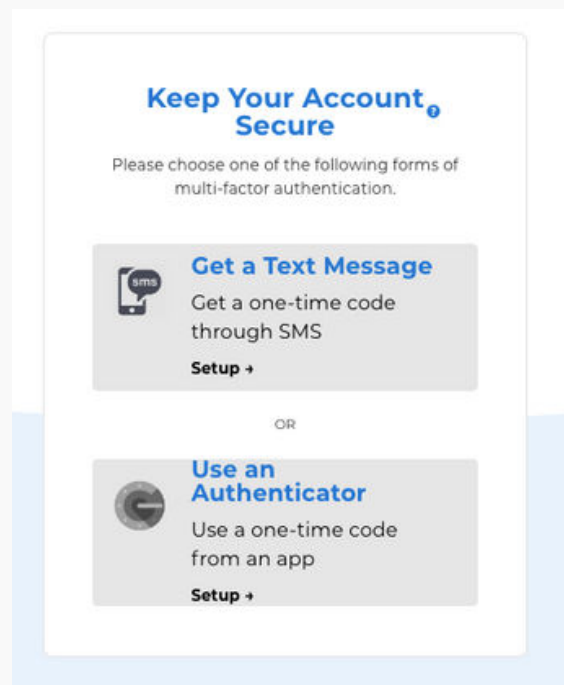 Keep Your Account
Secure
Please choose one of the following forms of
multi-factor authentication.
sms
Get a Text Message
Get a one-time code
through SMS
Setup →
OR
Use an
Authenticator
Use a one-time code
from an app
Setup →